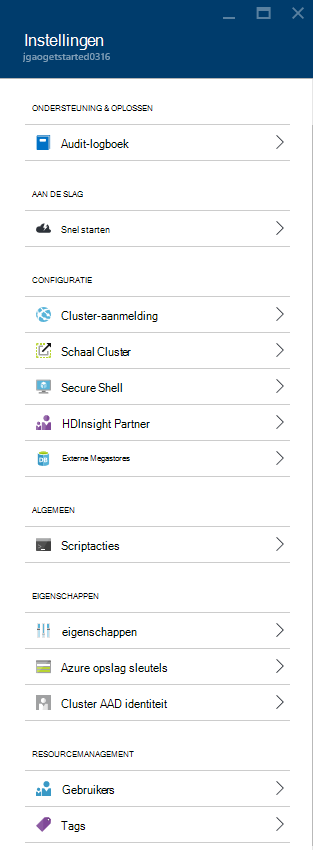 Instellingen
jgaogetstarted0316
ONDERSTEUNING & OPLOSSEN
Audit-logboek
AAN DE SLAG
Snel starten
CONFIGURATIE
Cluster-aanmelding
Schaal Cluster
Secure Shell
HDInsight Partner
Externe Megastores
ALGEMEEN
Scriptacties
EIGENSCHAPPEN
eigenschappen
Azure opslag sleutels
Cluster AAD identiteit
RESOURCEMANAGEMENT
Gebruikers
Tags